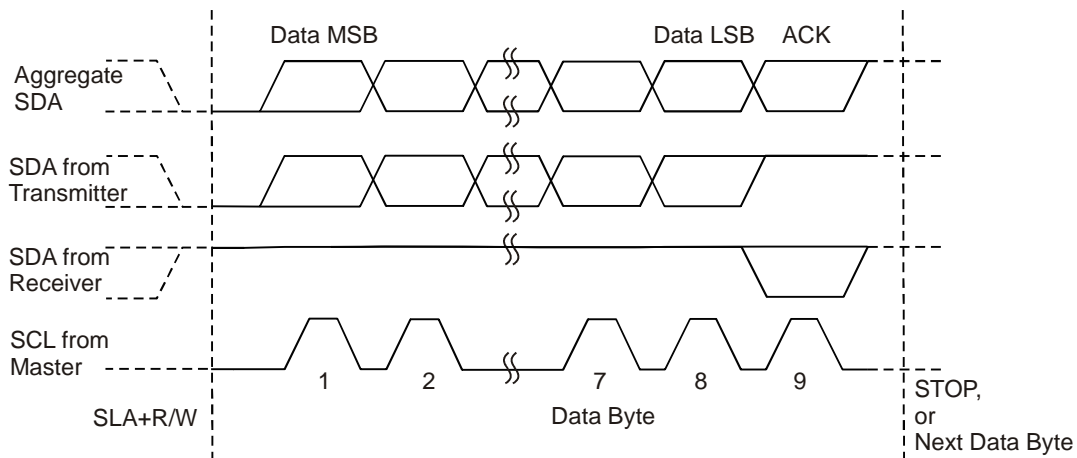 Data MSB
Data LSB
ACK
Aggregate
SDA
SDA from
Transmitter
SDA from
Receiver
SCL from
Master
1
2
7
8
9
SLA+R/W
Data Byte
STOP,
or
Next Data Byte